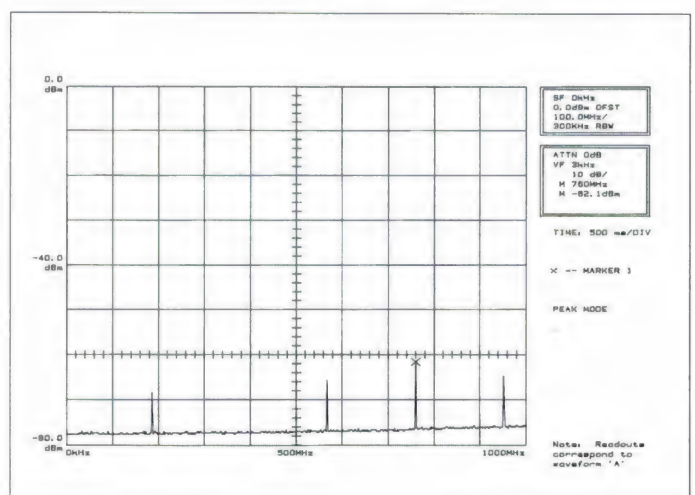 0.0
dBm
SF 0kHz
0.0dBm OFST
100.0MHz/
300KHz RBW
ATTN 0dB
VF 3kHz
10 dB/
M 760MHz
M -62.1dBm
TIME: 500 ms/DIV
-40.0
dBm
X -- MARKER 1
PEAK MODE
-80.0
dBm
0kHz
500MHz
1000MHz
Note: Readouts
correspond to
waveform 'A'